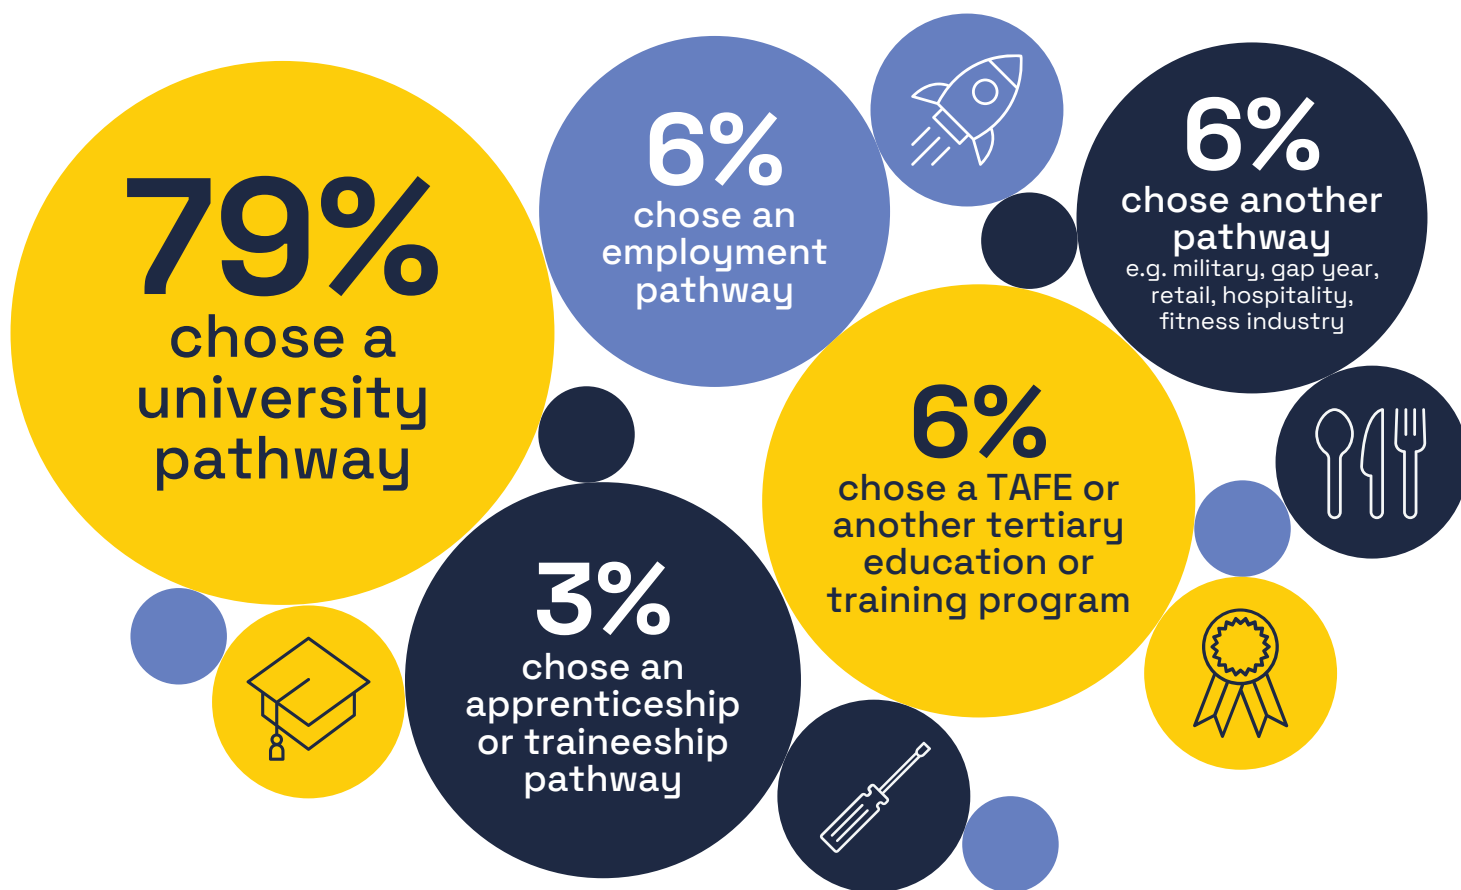 79%
chose a
university
pathway
6%
chose an
employment
pathway
6%
chose another
pathway
e.g. military, gap year,
retail, hospitality,
fitness industry
6%
chose a TAFE or
another tertiary
education or
training program
3%
chose an
apprenticeship
or traineeship
pathway